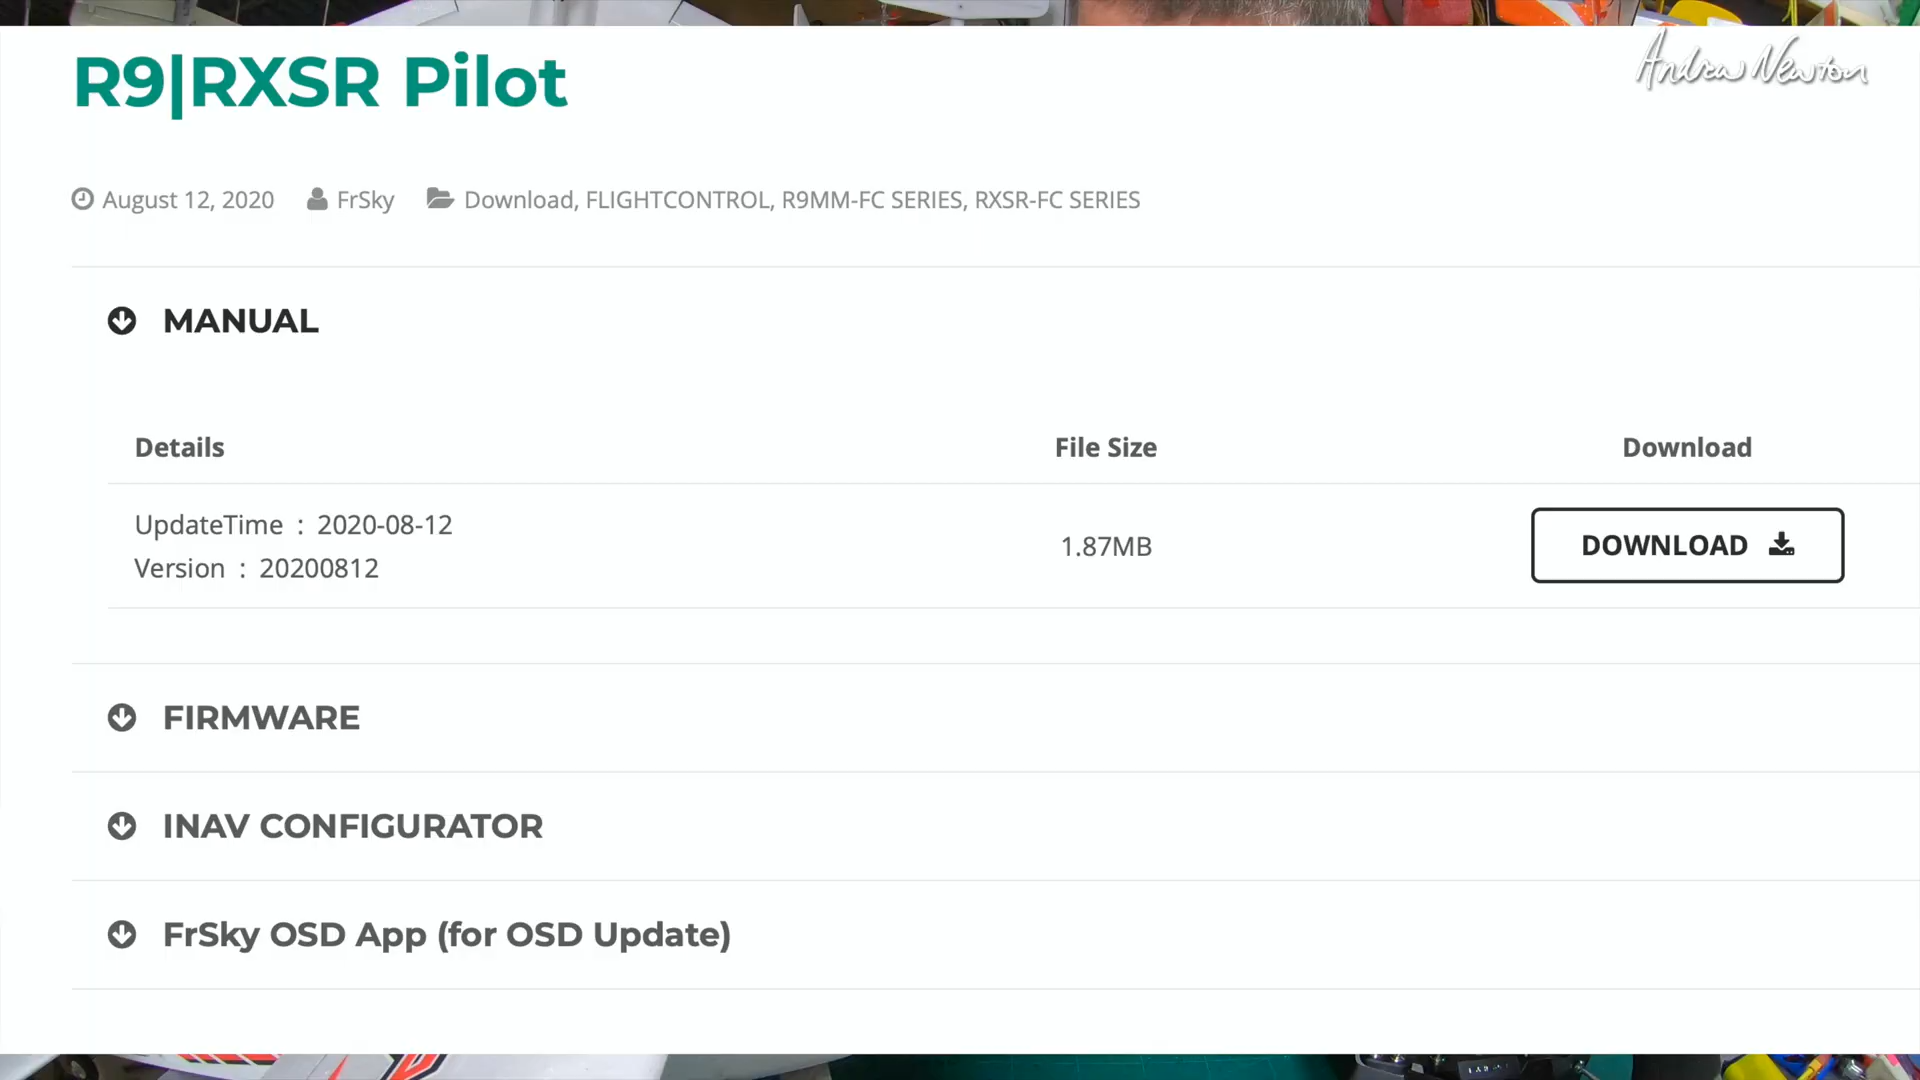 R9|RXSR Pilot
Andrew Newton
August 12, 2020 FrSky Download, FLIGHTCONTROL, R9MM-FC SERIES, RXSR-FC SERIES
MANUAL
Details File Size Download
UpdateTime : 2020-08-12
Version : 20200812
1.87MB
DOWNLOAD
FIRMWARE
INAV CONFIGURATOR
FrSky OSD App (for OSD Update)